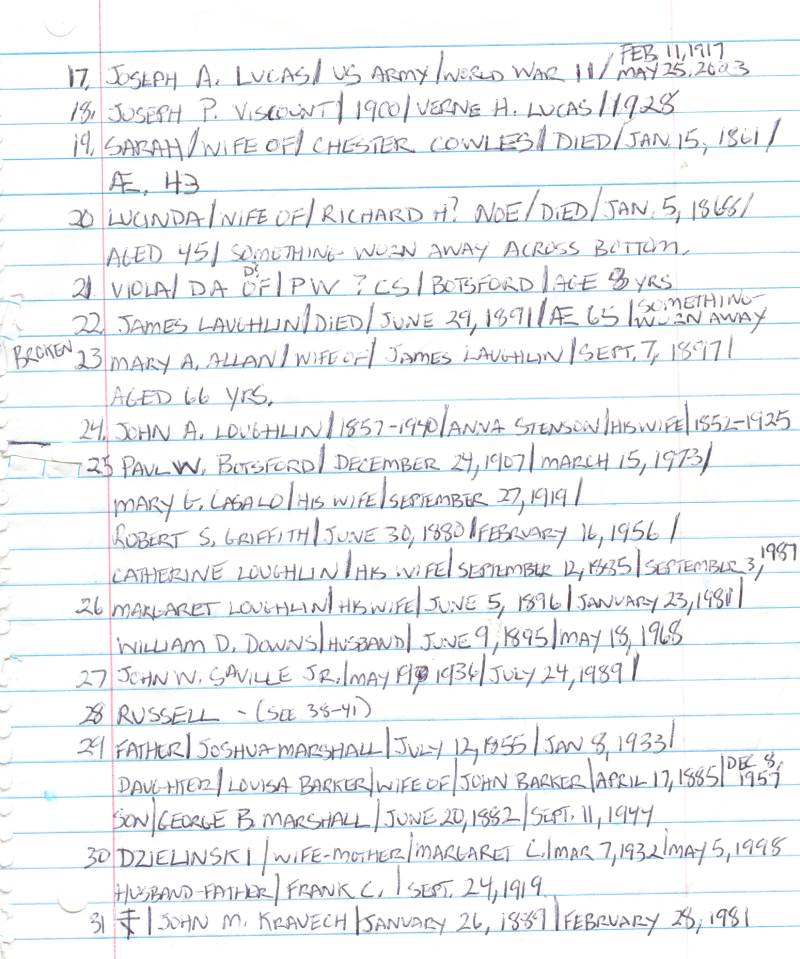 17. JOSEPH A. LUCAS / US ARMY / WORLD WAR II / FEB 11, 1917 MAY 25, 2003
18. JOSEPH P. VISCOUNT / 1900 / VERNE H. LUCAS / 1928
19. SARAH / WIFE OF / CHESTER COWLES / DIED / JAN. 15, 1861 /
Æ. 43
20 LUCINDA / WIFE OF / RICHARD H? NOE / DIED / JAN. 5, 1868 /
AGED 45 / SOMETHING WORN AWAY ACROSS BOTTOM.
21 VIOLA / DA OF / PW ? CS / BOTSFORD / AGE 8 YRS
22. JAMES LAUGHLIN / DIED / JUNE 29, 1891 / Æ 65 / SOMETHING WORN AWAY
BROKEN 23 MARY A. ALLAN / WIFE OF / JAMES LAUGHLIN / SEPT. 7, 1897 /
AGED 66 YRS.
24. JOHN A. LOUGHLIN / 1857-1940 / ANNA STENSON / HIS WIFE / 1852-1925
25 PAUL W. BOTSFORD / DECEMBER 24, 1907 / MARCH 15, 1973 /
MARY E. CASALO / HIS WIFE / SEPTEMBER 27, 1919 /
ROBERT S. GRIFFITH / JUNE 30, 1880 / FEBRUARY 16, 1956 /
CATHERINE LOUGHLIN / HIS WIFE / SEPTEMBER 12, / SEPTEMBER 3, 1987
26 MARGARET LOUGHLIN / HIS WIFE / JUNE 5, 1896 / JANUARY 23, 1981 /
WILLIAM D. DOWNS / HUSBAND / JUNE 9, 1895 / MAY 18, 1968
27 JOHN W. SAVILLE JR. / MAY 19, 1936 / JULY 24, 1989 /
28 RUSSELL - (SEE 38-41)
29 FATHER / JOSHUA MARSHALL / JULY 12, 1855 / JAN 8, 1933 /
DAUGHTER / LOUISA BARKER / WIFE OF / JOHN BARKER / APRIL 17, 1885 / DEC 8, 1957
SON / GEORGE B. MARSHALL / JUNE 20, 1882 / SEPT. 11, 1944
30 DZIELINSKI / WIFE-MOTHER / MARGARET C. / MAR 7, 1932 / MAY 5, 1998
HUSBAND-FATHER / FRANK C. / SEPT. 24, 1919
31 / JOHN M. KRAVECH / JANUARY 26, 1889 / FEBRUARY 28, 1981